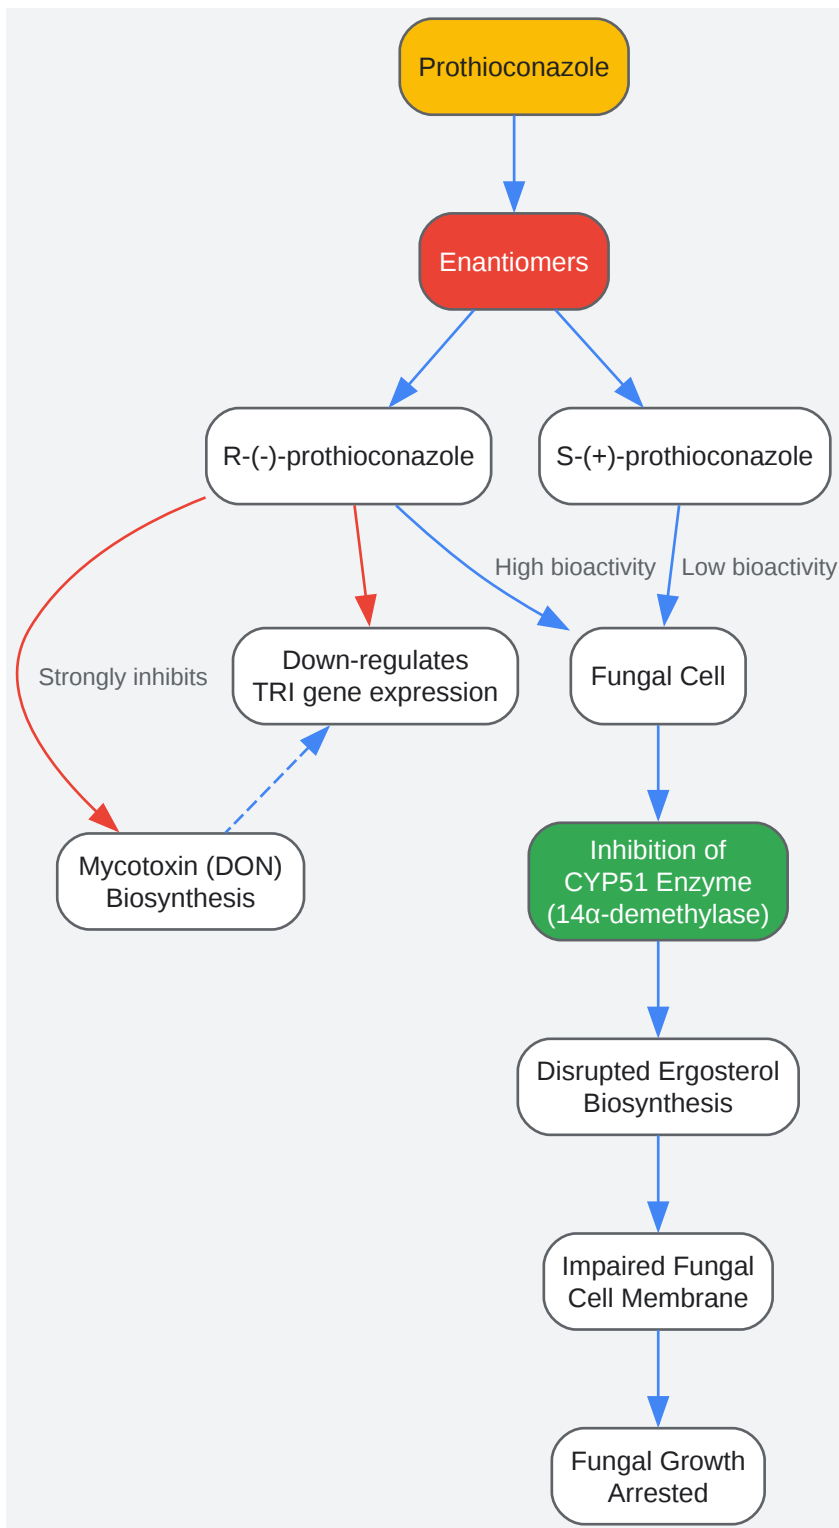 Prothioconazole
Enantiomers
R-(-)-prothioconazole
S-(+)-prothioconazole
High bioactivity
Low bioactivity
Strongly inhibits
Down-regulates
TRI gene expression
Fungal Cell
Mycotoxin (DON)
Biosynthesis
Inhibition of
CYP51 Enzyme
(14α-demethylase)
Disrupted Ergosterol
Biosynthesis
Impaired Fungal
Cell Membrane
Fungal Growth
Arrested